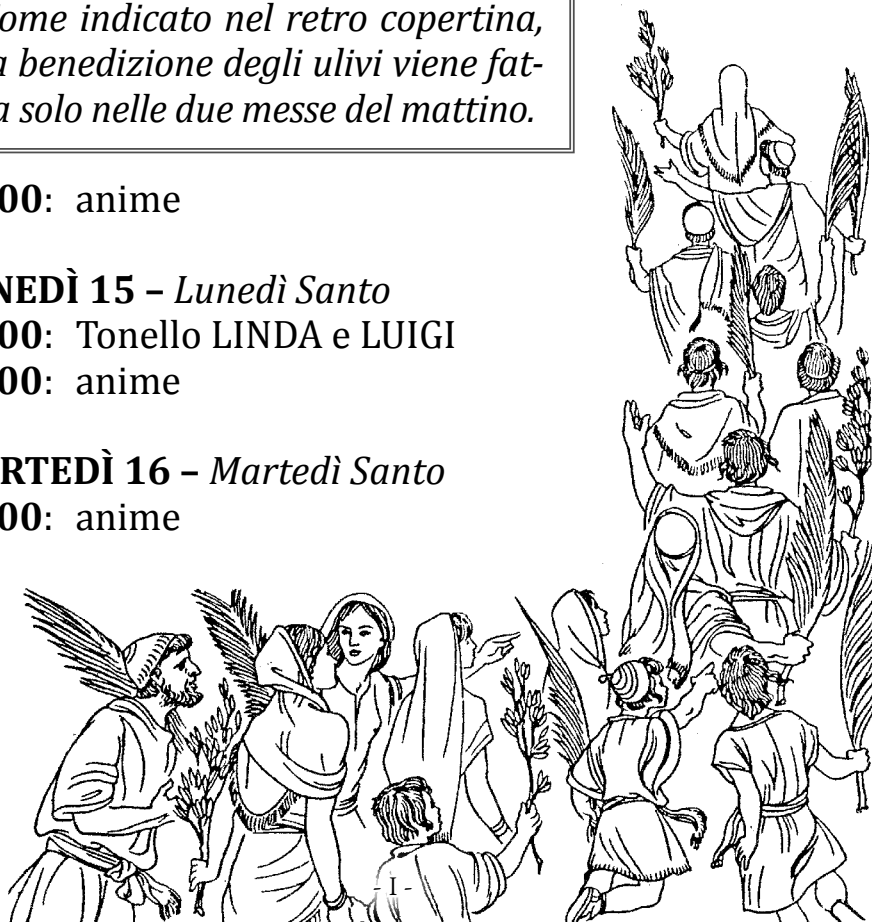 ome indicato nel retro copertina,
a benedizione degli ulivi viene fat-
a solo nelle due messe del mattino.
00: anime
NEDÌ 15 – Lunedì Santo
00: Tonello LINDA e LUIGI
00: anime
RTEDÌ 16 – Martedì Santo
00: anime
- I -